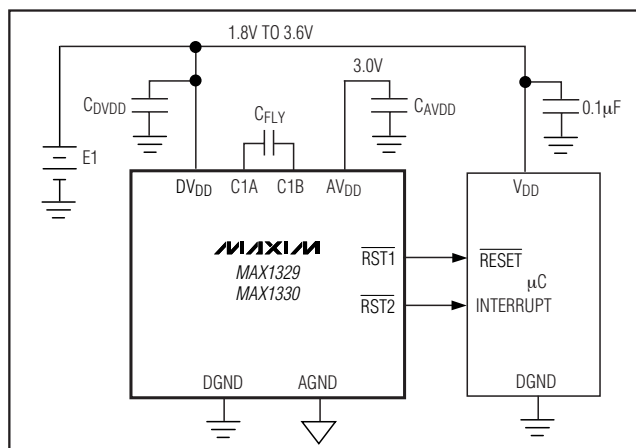 1.8V TO 3.6V
3.0V
CDVDD
CFLY
CAVDD
0.1µF
E1
DVDD
C1A
C1B
AVDD
VDD
MAXIM
MAX1329
MAX1330
RST1
RST2
RESET
µC
INTERRUPT
DGND
AGND
DGND